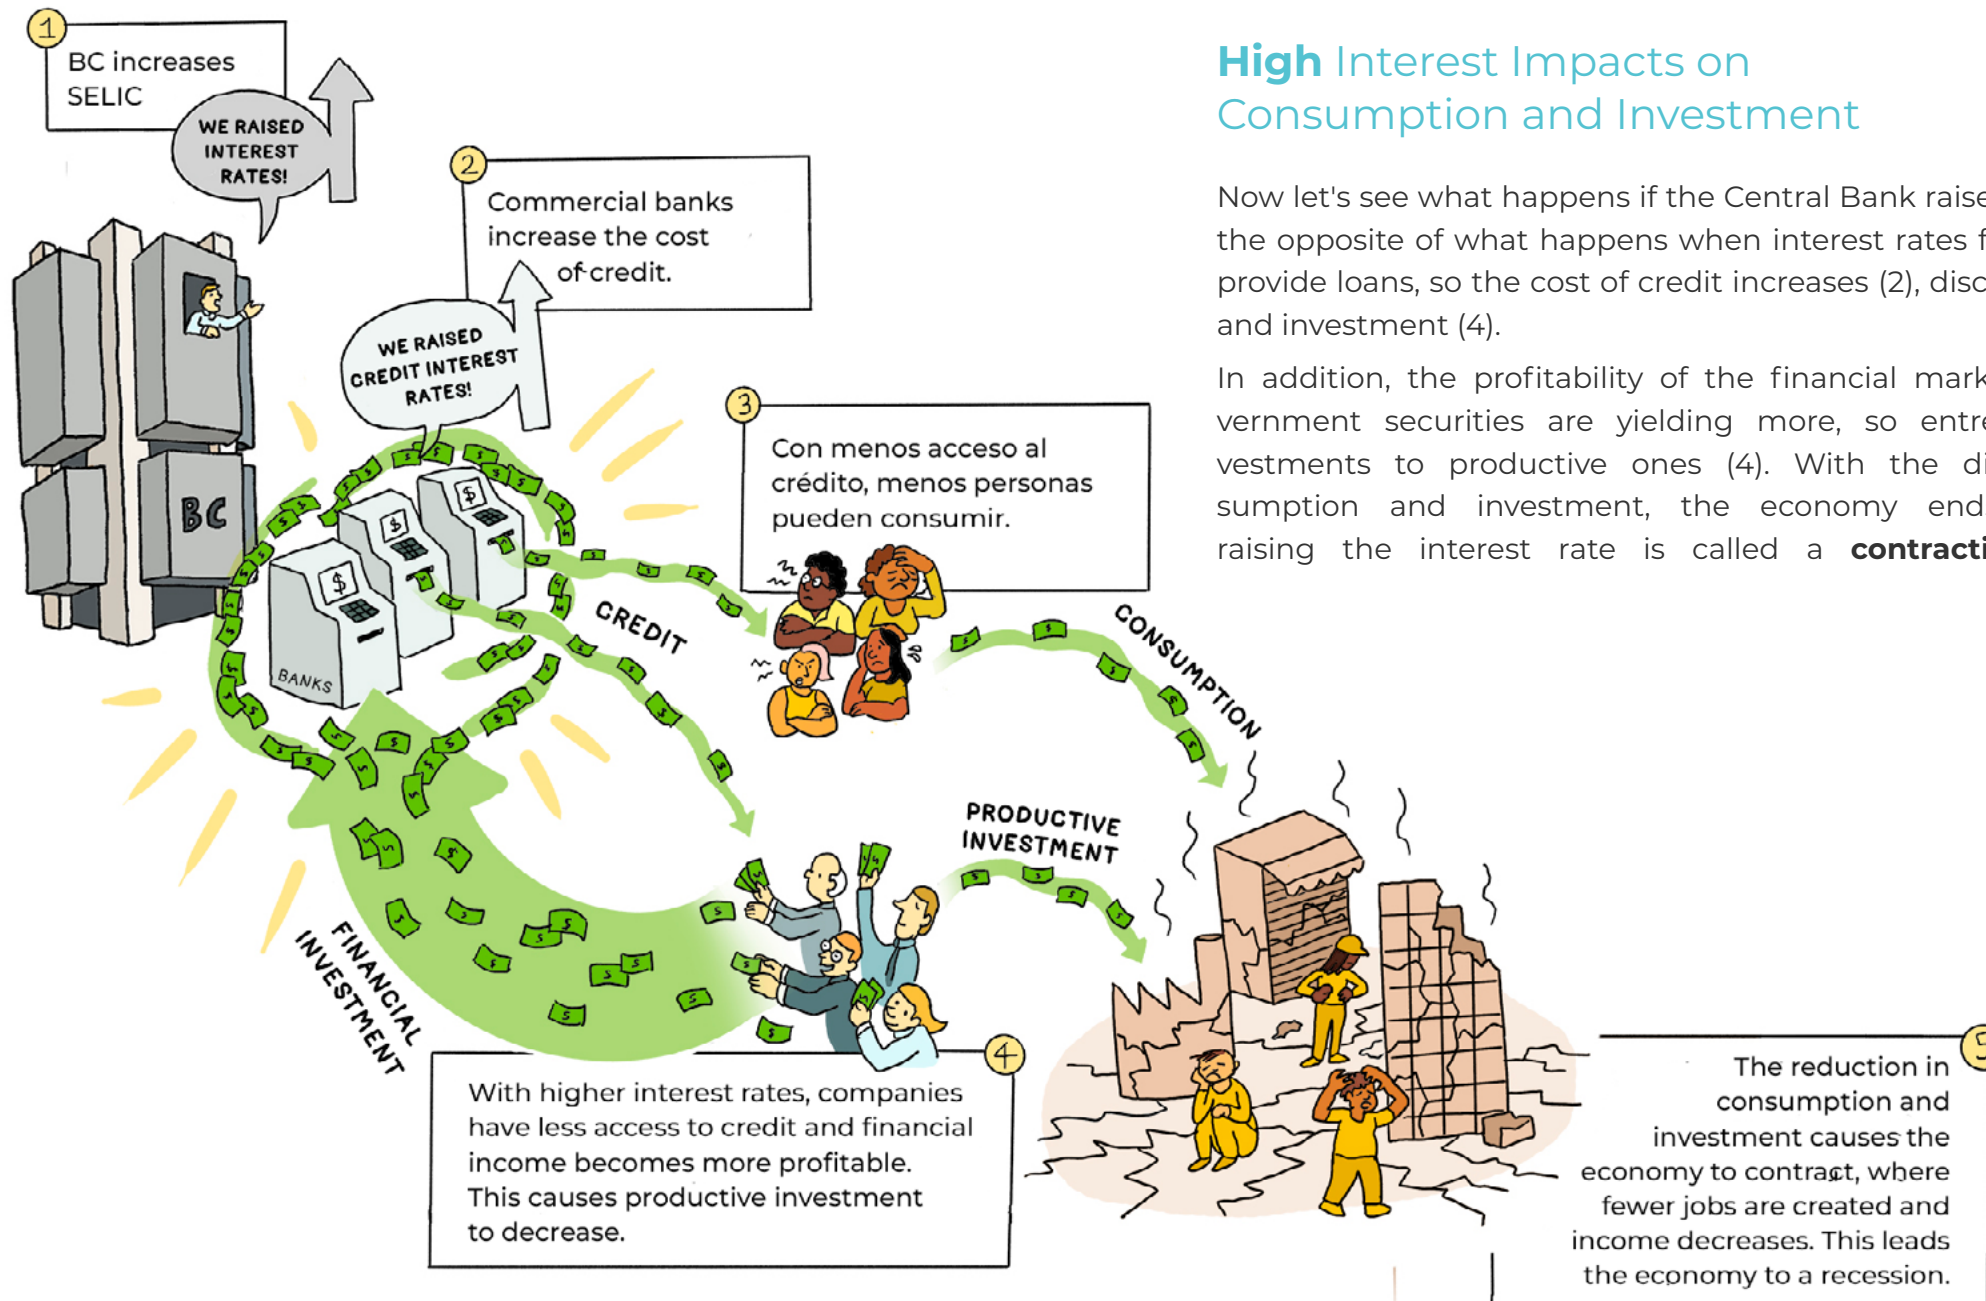 1
BC increases
SELIC
WE RAISED
INTEREST
RATES!
BC
2
Commercial banks
increase the cost
of credit.
WE RAISED
CREDIT INTEREST
RATES!
BANKS
3
Con menos acceso al
crédito, menos personas
pueden consumir.
CREDIT
CONSUMPTION
PRODUCTIVE
INVESTMENT
FINANCIAL
INVESTMENT
4
With higher interest rates, companies
have less access to credit and financial
income becomes more profitable.
This causes productive investment
to decrease.
5
The reduction in
consumption and
investment causes the
economy to contract, where
fewer jobs are created and
income decreases. This leads
the economy to a recession.
High Interest Impacts on
Consumption and Investment
Now let's see what happens if the Central Bank raise
the opposite of what happens when interest rates f
provide loans, so the cost of credit increases (2), disc
and investment (4).
In addition, the profitability of the financial mark
vernment securities are yielding more, so entre
vestments to productive ones (4). With the di
sumption and investment, the economy end
raising the interest rate is called a contracti